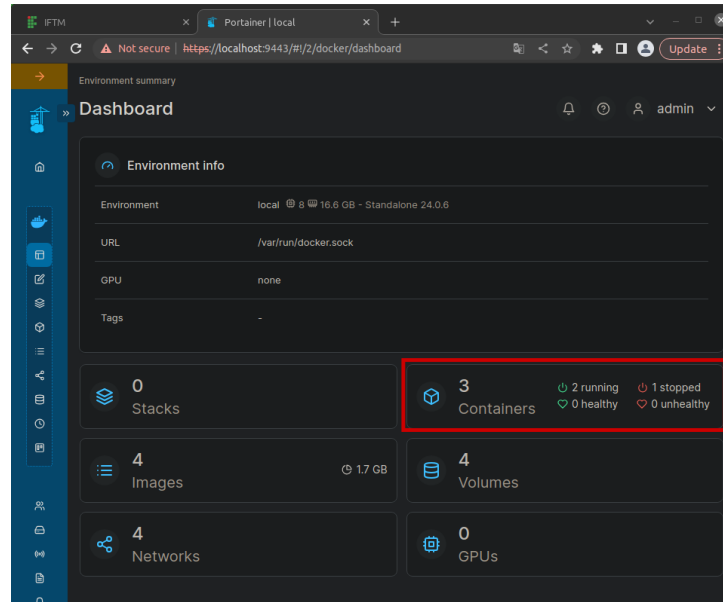 IFTM
Portainer | local
Not secure
https://localhost:9443/#!/2/docker/dashboard
Update
Environment summary
Dashboard
admin
Environment info
Environment local 8 16.6 GB - Standalone 24.0.6
URL /var/run/docker.sock
GPU none
Tags -
0
Stacks
3
Containers
2 running 1 stopped
0 healthy 0 unhealthy
4
Images
1.7 GB
4
Volumes
4
Networks
0
GPUs